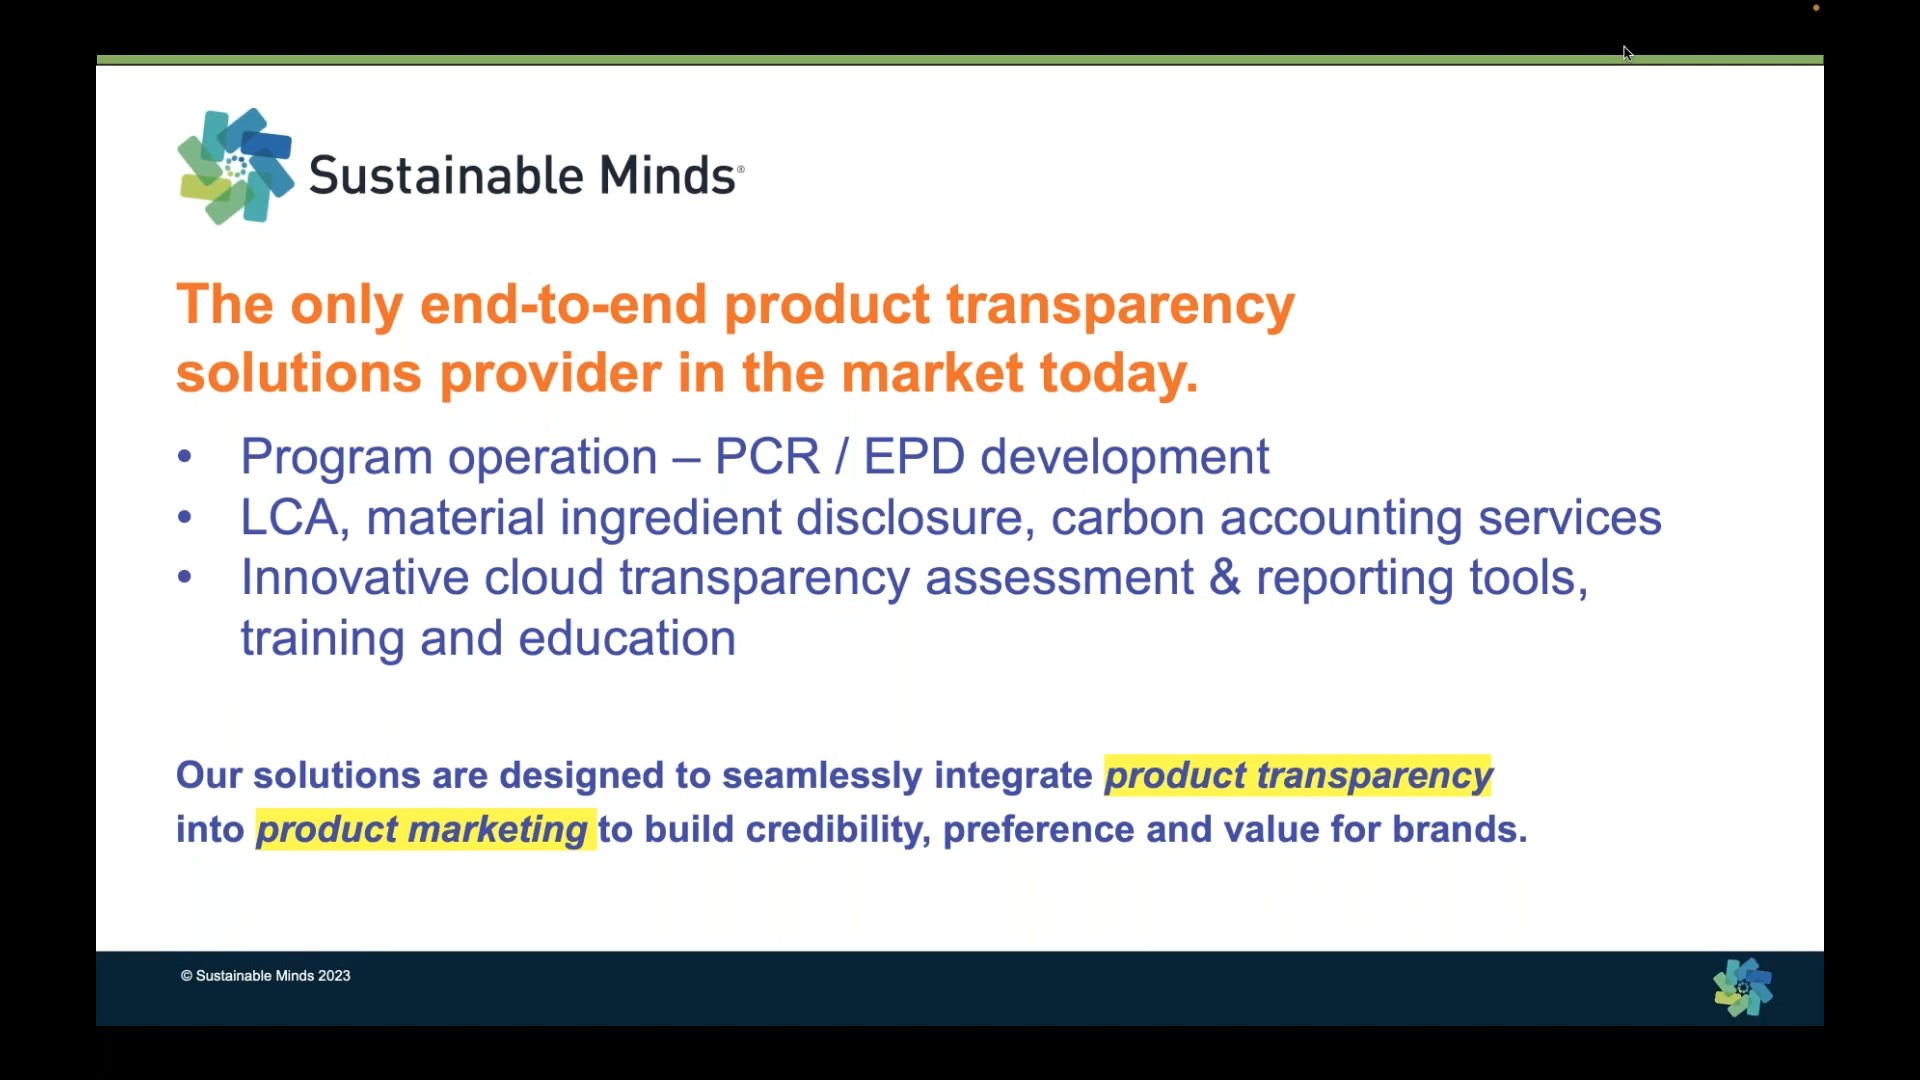 Sustainable Minds®
The only end-to-end product transparency
solutions provider in the market today.
• Program operation – PCR / EPD development
• LCA, material ingredient disclosure, carbon accounting services
• Innovative cloud transparency assessment & reporting tools,
training and education
Our solutions are designed to seamlessly integrate product transparency
into product marketing to build credibility, preference and value for brands.
© Sustainable Minds 2023